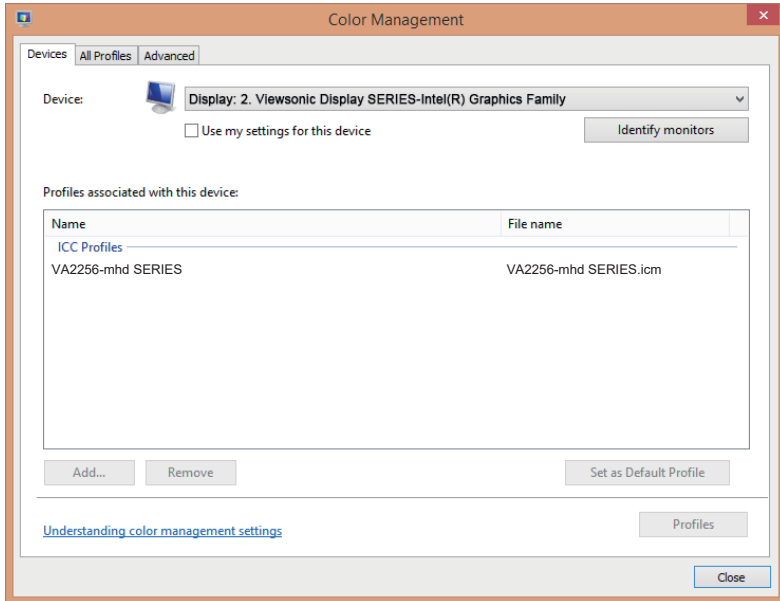 Color Management
Devices All Profiles Advanced
Device: Display: 2. Viewsonic Display SERIES-Intel(R) Graphics Family
Use my settings for this device Identify monitors
Profiles associated with this device:
Name File name
ICC Profiles
VA2256-mhd SERIES VA2256-mhd SERIES.icm
Add... Remove Set as Default Profile
Understanding color management settings Profiles
Close